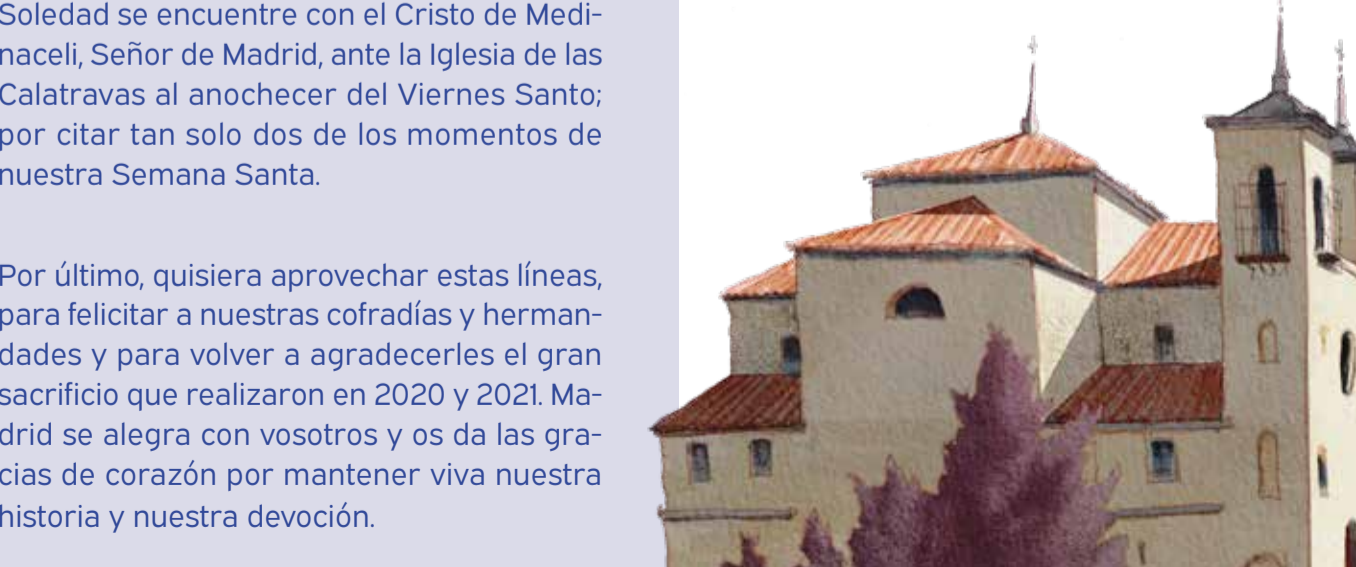 Soledad se encuentre con el Cristo de Medi-
naceli, Señor de Madrid, ante la Iglesia de las
Calatravas al anochecer del Viernes Santo;
por citar tan solo dos de los momentos de
nuestra Semana Santa.
Por último, quisiera aprovechar estas líneas,
para felicitar a nuestras cofradías y herman-
dades y para volver a agradecerles el gran
sacrificio que realizaron en 2020 y 2021. Ma-
drid se alegra con vosotros y os da las gra-
cias de corazón por mantener viva nuestra
historia y nuestra devoción.